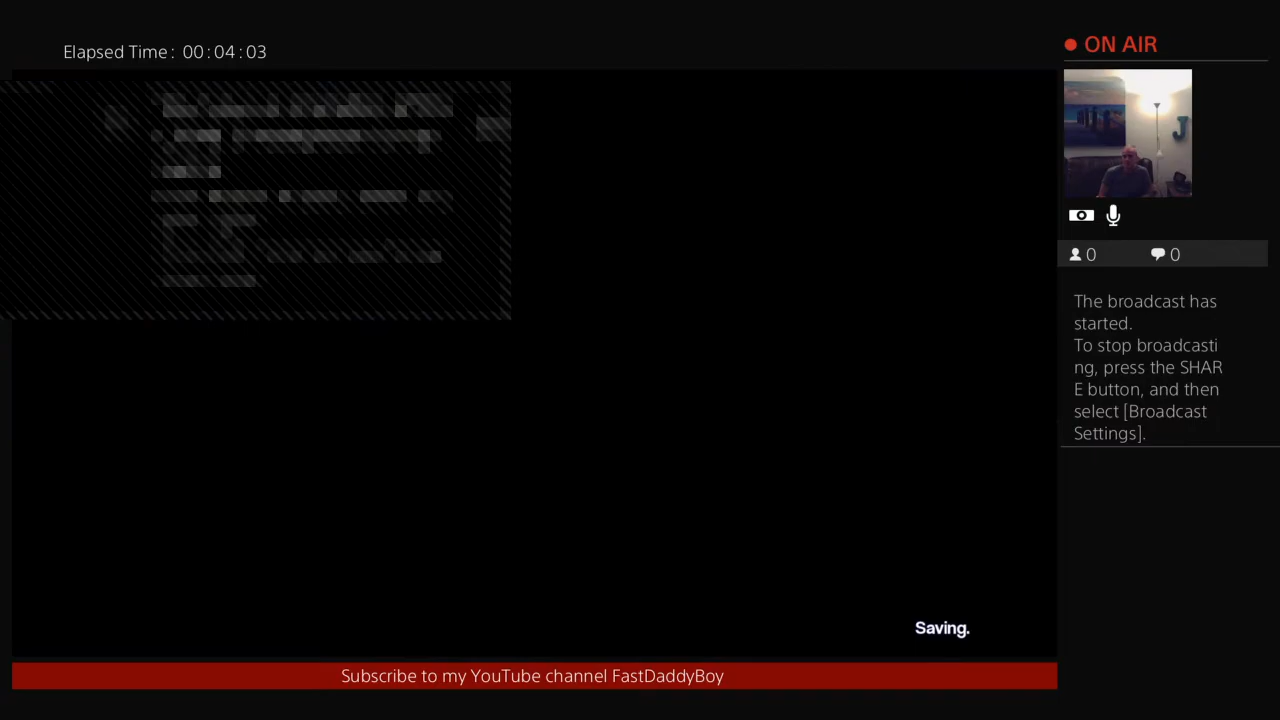 Elapsed Time: 00:04:03
ON AIR
J
0 0
The broadcast has
started.
To stop broadcasti
ng, press the SHAR
E button, and then
select [Broadcast
Settings].
Saving.
Subscribe to my YouTube channel FastDaddyBoy